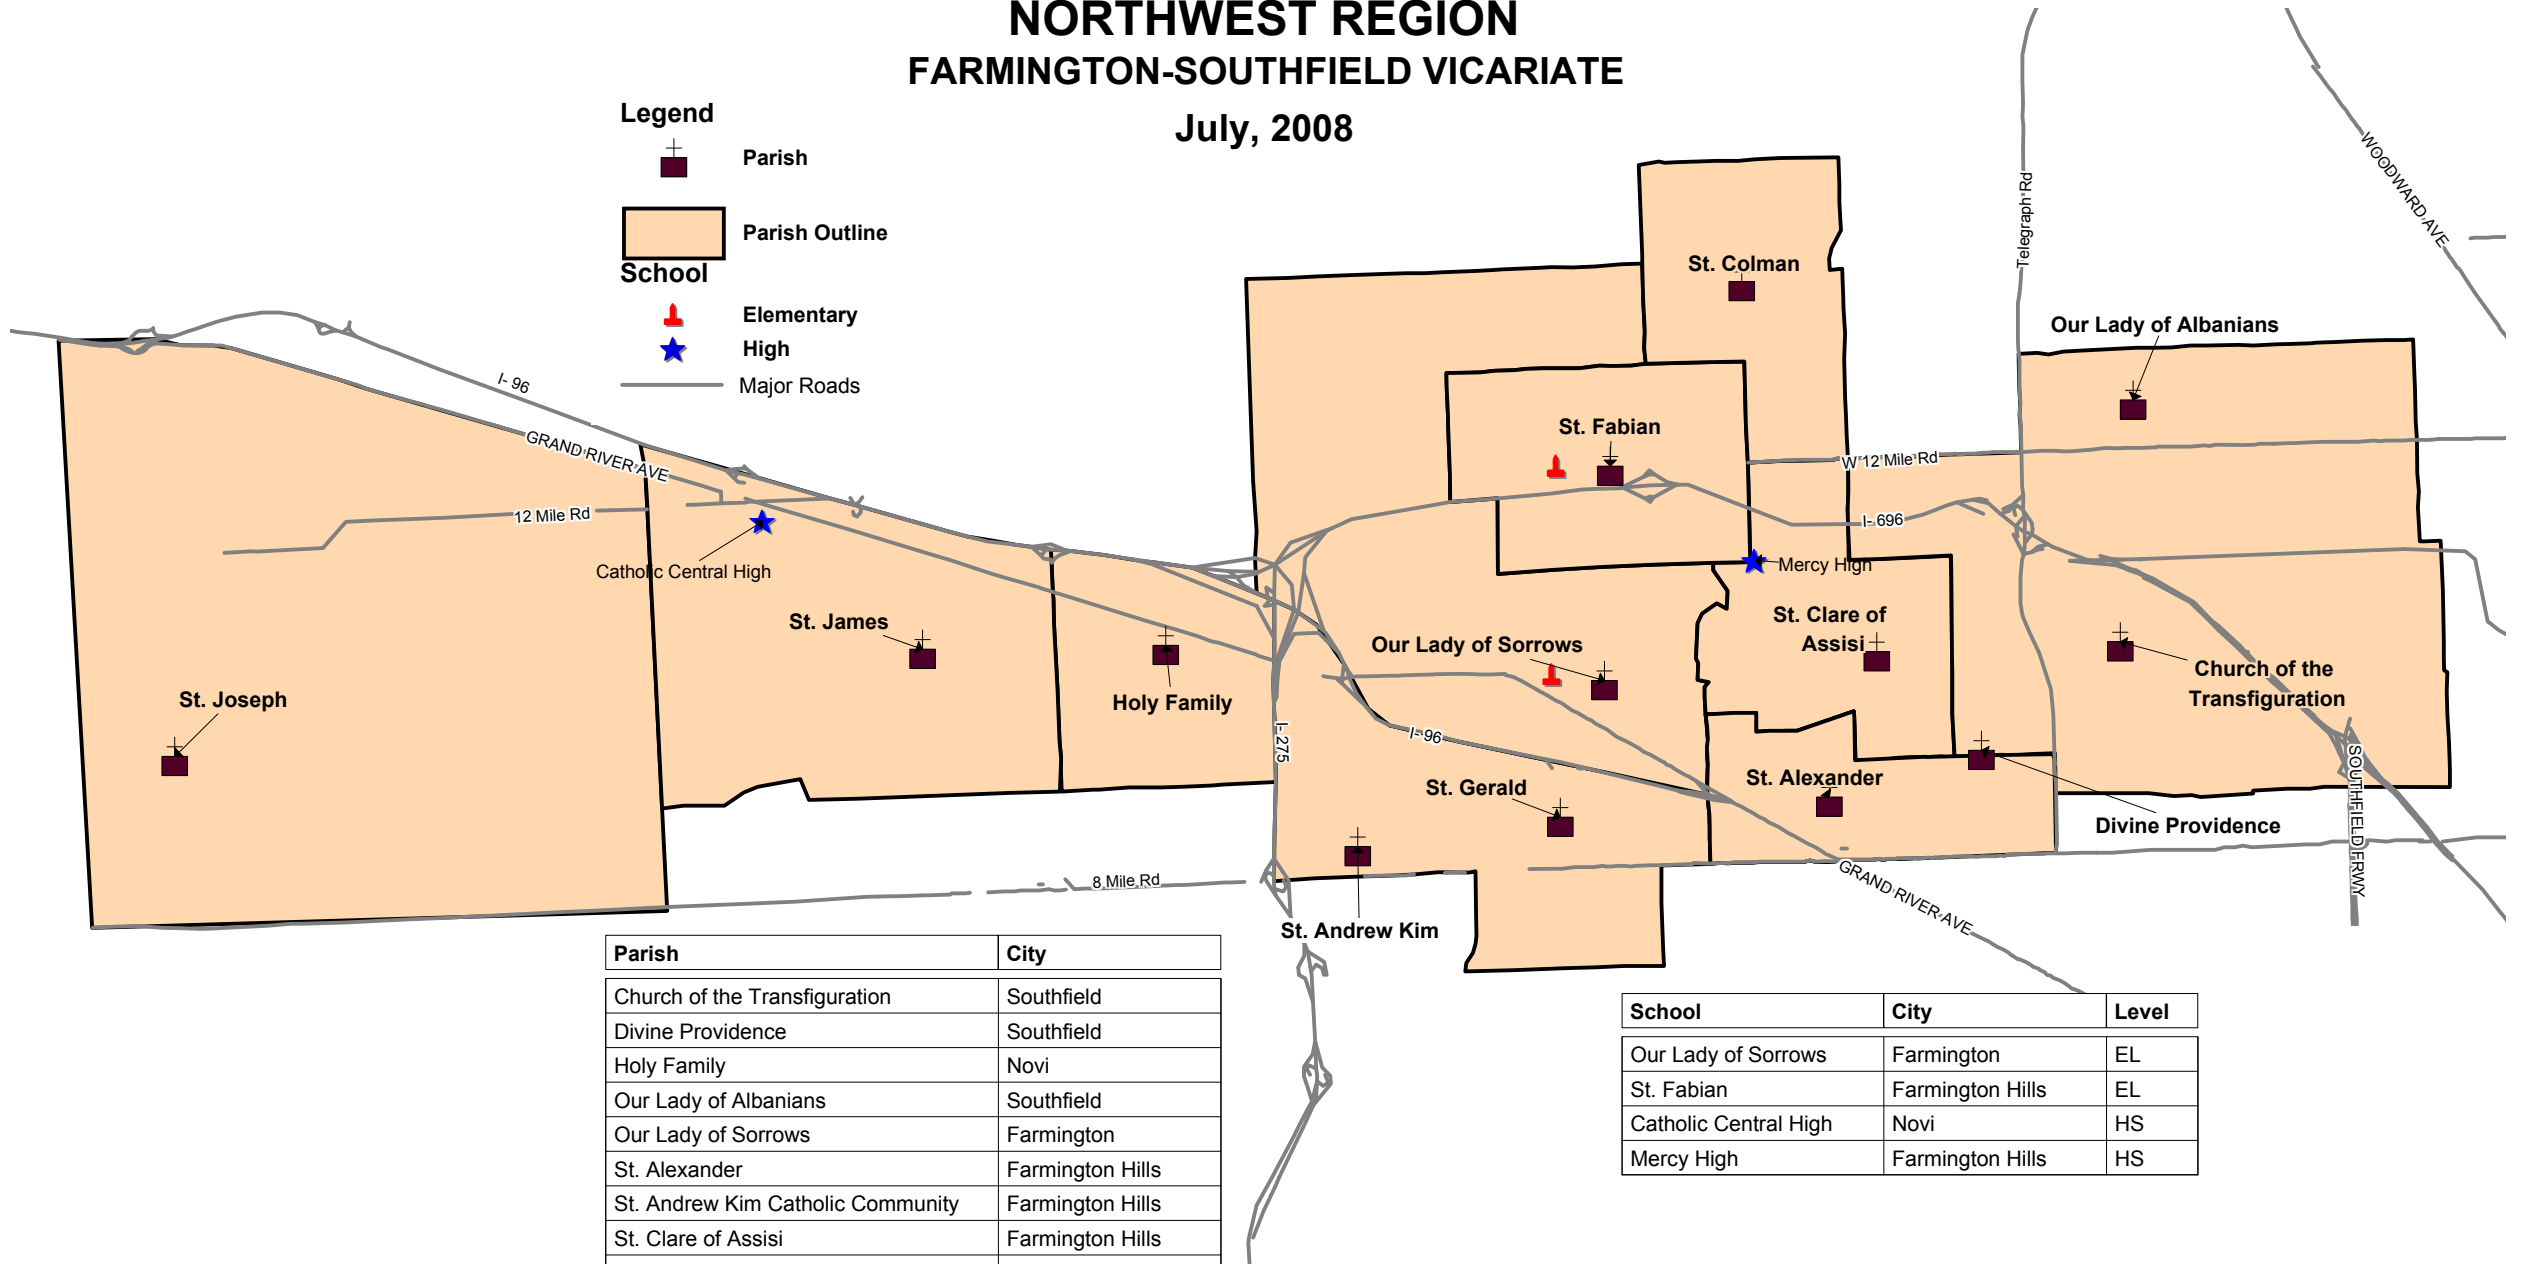 NORTHWEST REGION
FARMINGTON-SOUTHFIELD VICARIATE
July, 2008
Legend
Parish
Parish Outline
School
Elementary
High
Major Roads
WOODWARD AVE
Telegraph Rd
St. Colman
Our Lady of Albanians
I- 96
GRAND RIVER AVE
St. Fabian
W 12 Mile Rd
12 Mile Rd
I- 696
Catholic Central High
Mercy High
St. James
St. Clare of
Assisi
Our Lady of Sorrows
Church of the
Transfiguration
St. Joseph
Holy Family
I- 275
I- 96
St. Gerald
St. Alexander
SOUTHFIELD FRWY
Divine Providence
8 Mile Rd
GRAND RIVER AVE
St. Andrew Kim
Parish City
Church of the Transfiguration Southfield
Divine Providence Southfield
Holy Family Novi
Our Lady of Albanians Southfield
Our Lady of Sorrows Farmington
St. Alexander Farmington Hills
St. Andrew Kim Catholic Community Farmington Hills
St. Clare of Assisi Farmington Hills
School City Level
Our Lady of Sorrows Farmington EL
St. Fabian Farmington Hills EL
Catholic Central High Novi HS
Mercy High Farmington Hills HS